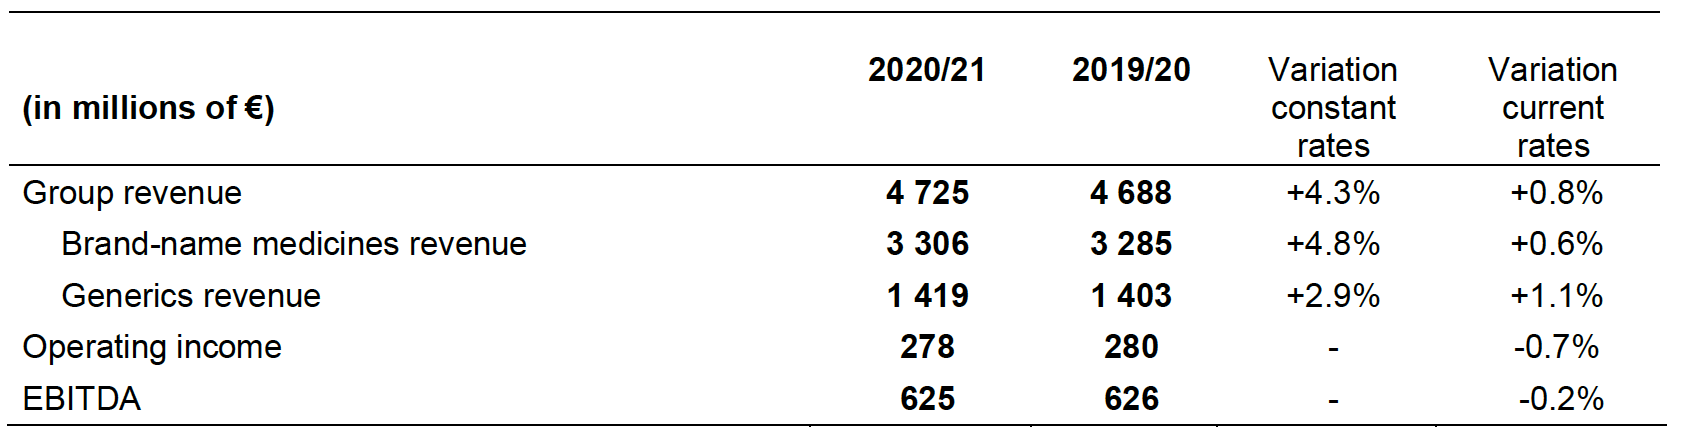 2020/21 2019/20 Variation Variation
(in millions of €) constant current
rates rates
Group revenue 4 725 4 688 +4.3% +0.8%
Brand-name medicines revenue 3 306 3 285 +4.8% +0.6%
Generics revenue 1 419 1 403 +2.9% +1.1%
Operating income 278 280 - -0.7%
EBITDA 625 626 - -0.2%